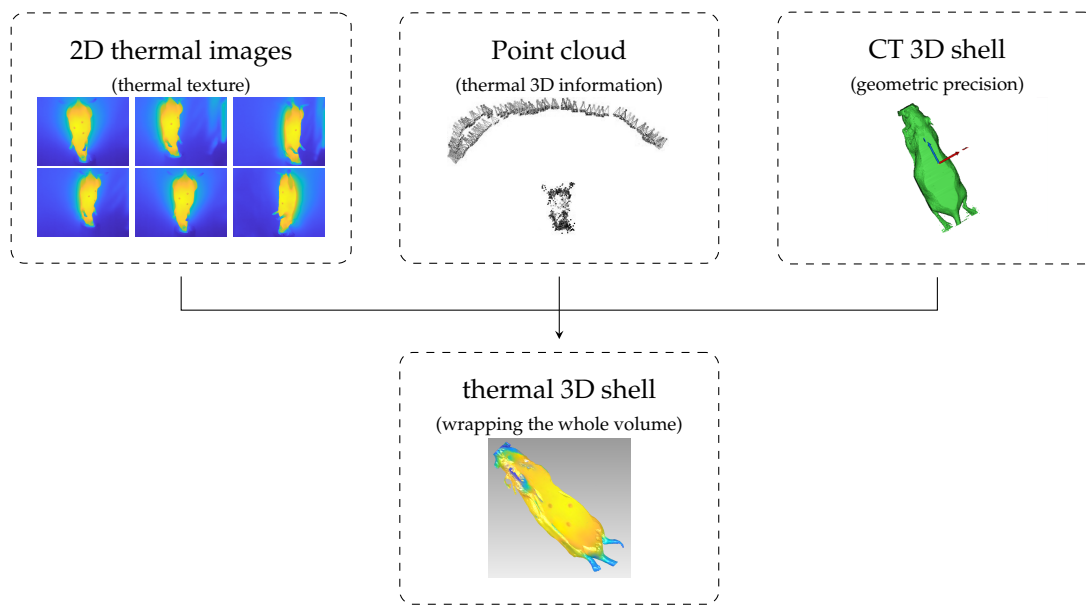 2D thermal images
(thermal texture)
Point cloud
(thermal 3D information)
CT 3D shell
(geometric precision)
thermal 3D shell
(wrapping the whole volume)